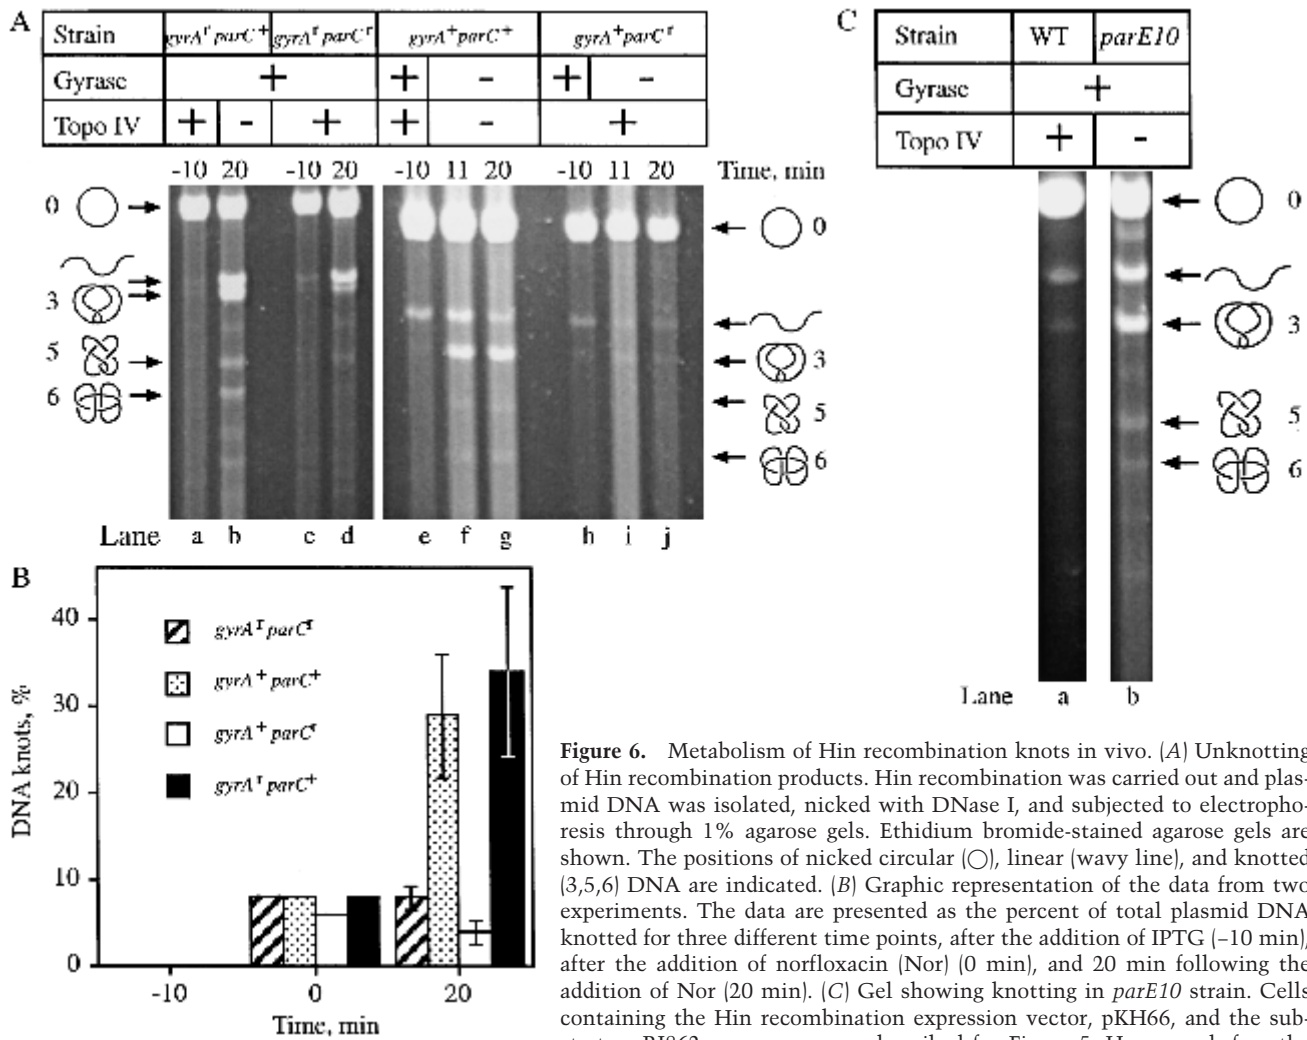 A
Strain gyrAʳ parC⁺ gyrAʳ parCʳ gyrA⁺parC⁺ gyrA⁺parCʳ
Gyrase + + - + -
Topo IV + - + + - +
-10 20 -10 20 -10 11 20 -10 11 20 Time, min
0
3
5
6
0
3
5
6
Lane a b c d e f g h i j
B
DNA knots, %
40
30
20
10
0
gyrAʳ parCʳ
gyrA⁺ parC⁺
gyrA⁺ parCʳ
gyrAʳ parC⁺
-10 0 20
Time, min
C
Strain WT parE10
Gyrase +
Topo IV + -
0
3
5
6
Lane a b
Figure 6. Metabolism of Hin recombination knots in vivo. (A) Unknotting
of Hin recombination products. Hin recombination was carried out and plas-
mid DNA was isolated, nicked with DNase I, and subjected to electropho-
resis through 1% agarose gels. Ethidium bromide-stained agarose gels are
shown. The positions of nicked circular (○), linear (wavy line), and knotted
(3,5,6) DNA are indicated. (B) Graphic representation of the data from two
experiments. The data are presented as the percent of total plasmid DNA
knotted for three different time points, after the addition of IPTG (−10 min),
after the addition of norfloxacin (Nor) (0 min), and 20 min following the
addition of Nor (20 min). (C) Gel showing knotting in parE10 strain. Cells
containing the Hin recombination expression vector, pKH66, and the sub-